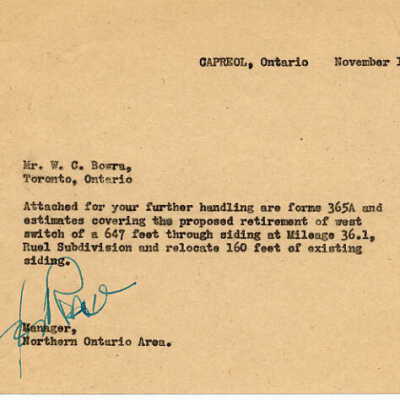 CAPREOL, Ontario November 1
Mr. W. C. Bowra,
Toronto, Ontario
Attached for your further handling are forms 365A and
estimates covering the proposed retirement of west
switch of a 647 feet through siding at Mileage 36.1,
Ruel Subdivision and relocate 160 feet of existing
siding.
Manager,
Northern Ontario Area.